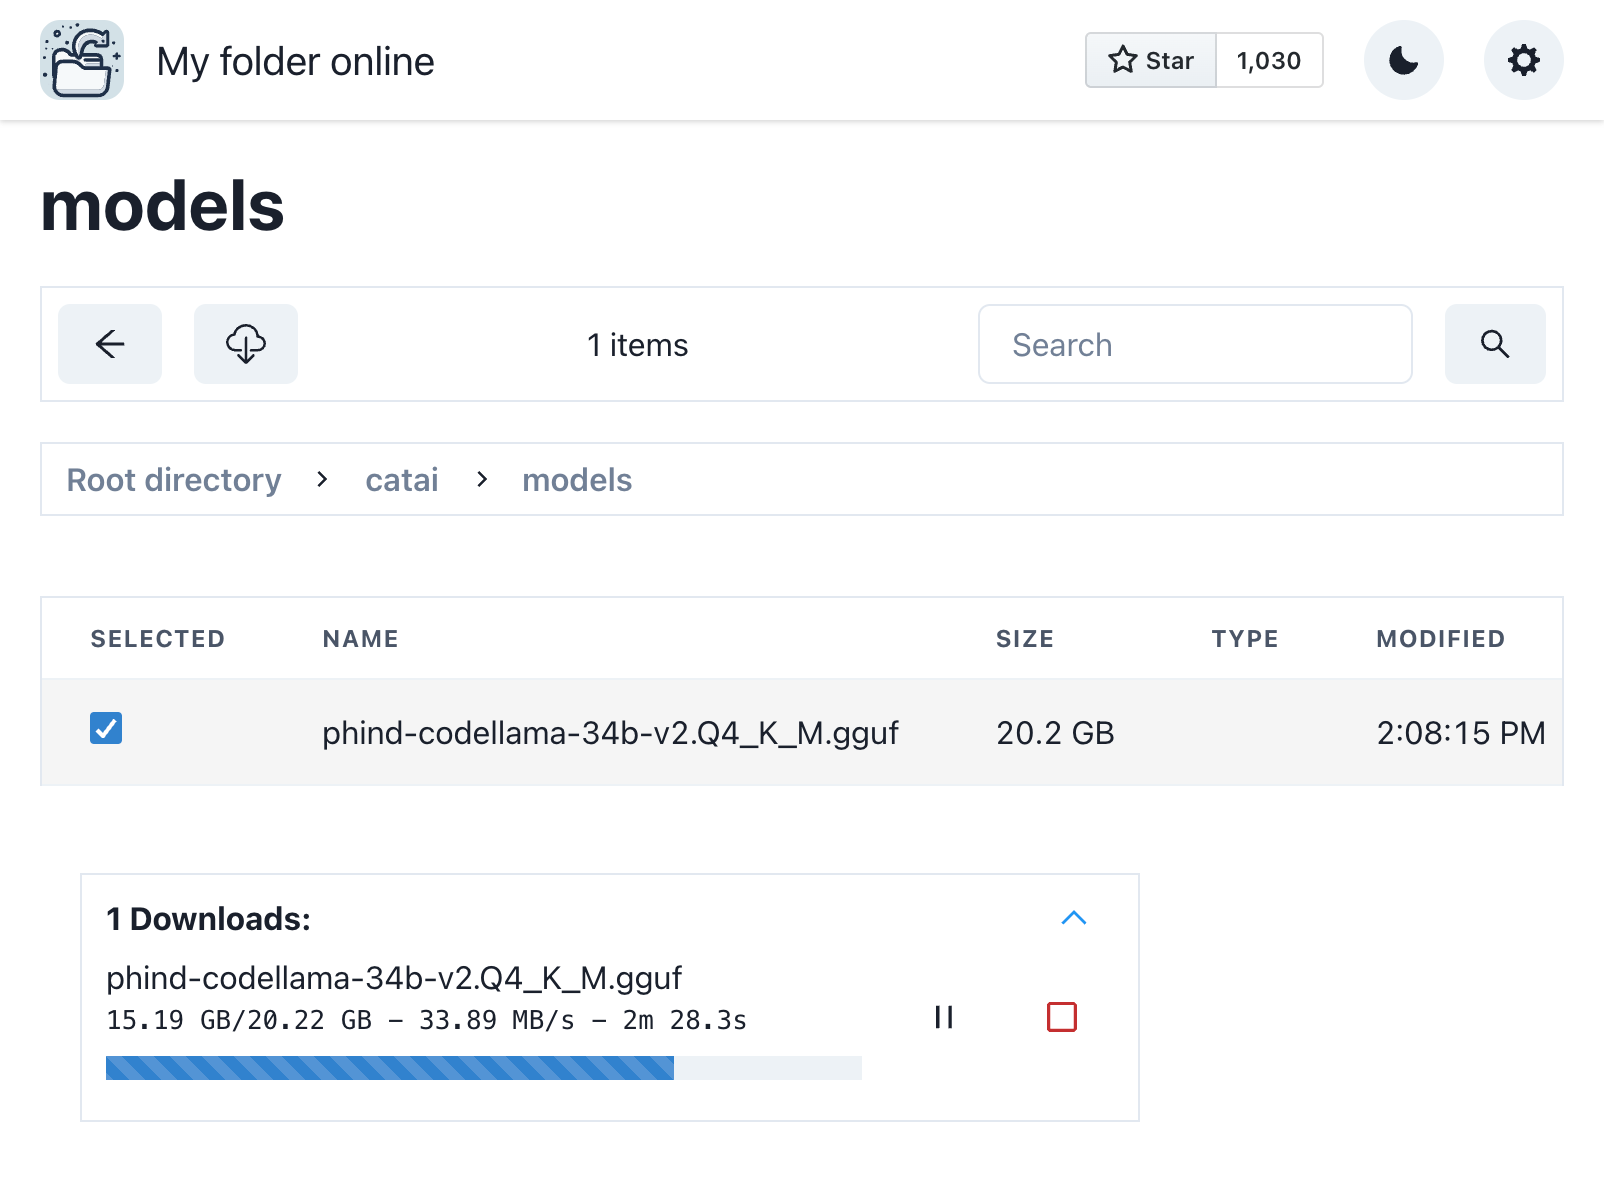 My folder online
Star 1,030
models
1 items
Search
Root directory > catai > models
SELECTED NAME SIZE TYPE MODIFIED
phind-codellama-34b-v2.Q4_K_M.gguf 20.2 GB 2:08:15 PM
1 Downloads:
phind-codellama-34b-v2.Q4_K_M.gguf
15.19 GB/20.22 GB – 33.89 MB/s – 2m 28.3s